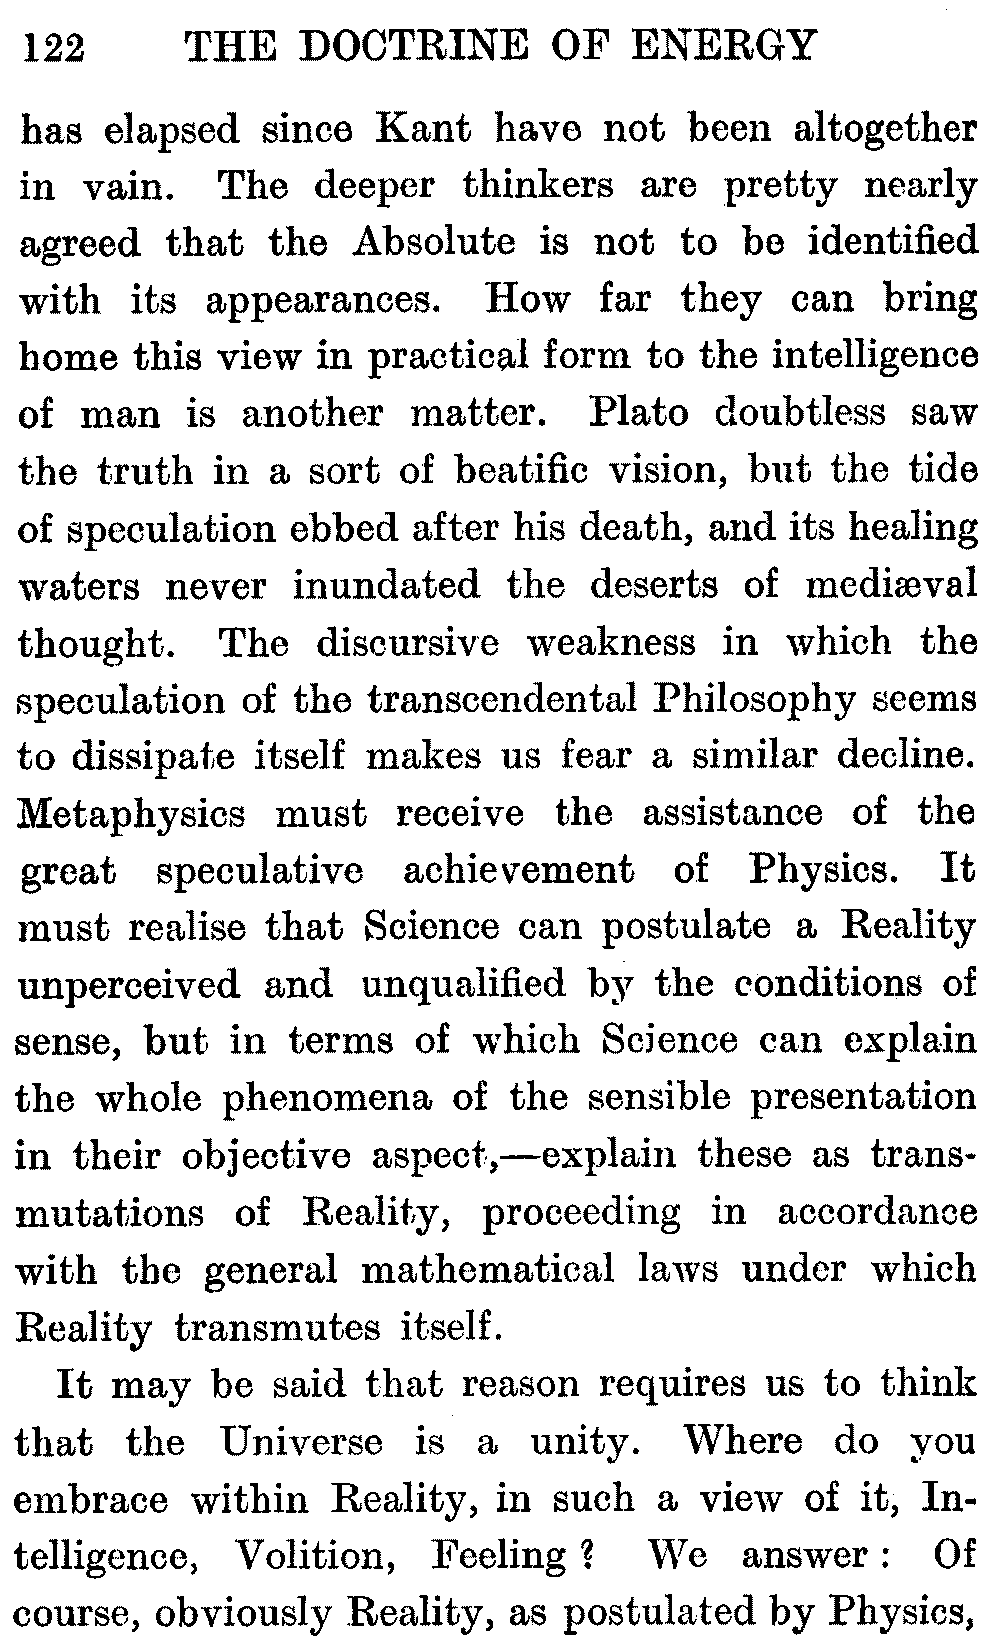 122 THE DOCTRINE OF ENERGY
has elapsed since Kant have not been altogether
in vain. The deeper thinkers are pretty nearly
agreed that the Absolute is not to be identified
with its appearances. How far they can bring
home this view in practical form to the intelligence
of man is another matter. Plato doubtless saw
the truth in a sort of beatific vision, but the tide
of speculation ebbed after his death, and its healing
waters never inundated the deserts of mediæval
thought. The discursive weakness in which the
speculation of the transcendental Philosophy seems
to dissipate itself makes us fear a similar decline.
Metaphysics must receive the assistance of the
great speculative achievement of Physics. It
must realise that Science can postulate a Reality
unperceived and unqualified by the conditions of
sense, but in terms of which Science can explain
the whole phenomena of the sensible presentation
in their objective aspect,—explain these as trans-
mutations of Reality, proceeding in accordance
with the general mathematical laws under which
Reality transmutes itself.
It may be said that reason requires us to think
that the Universe is a unity. Where do you
embrace within Reality, in such a view of it, In-
telligence, Volition, Feeling ? We answer : Of
course, obviously Reality, as postulated by Physics,